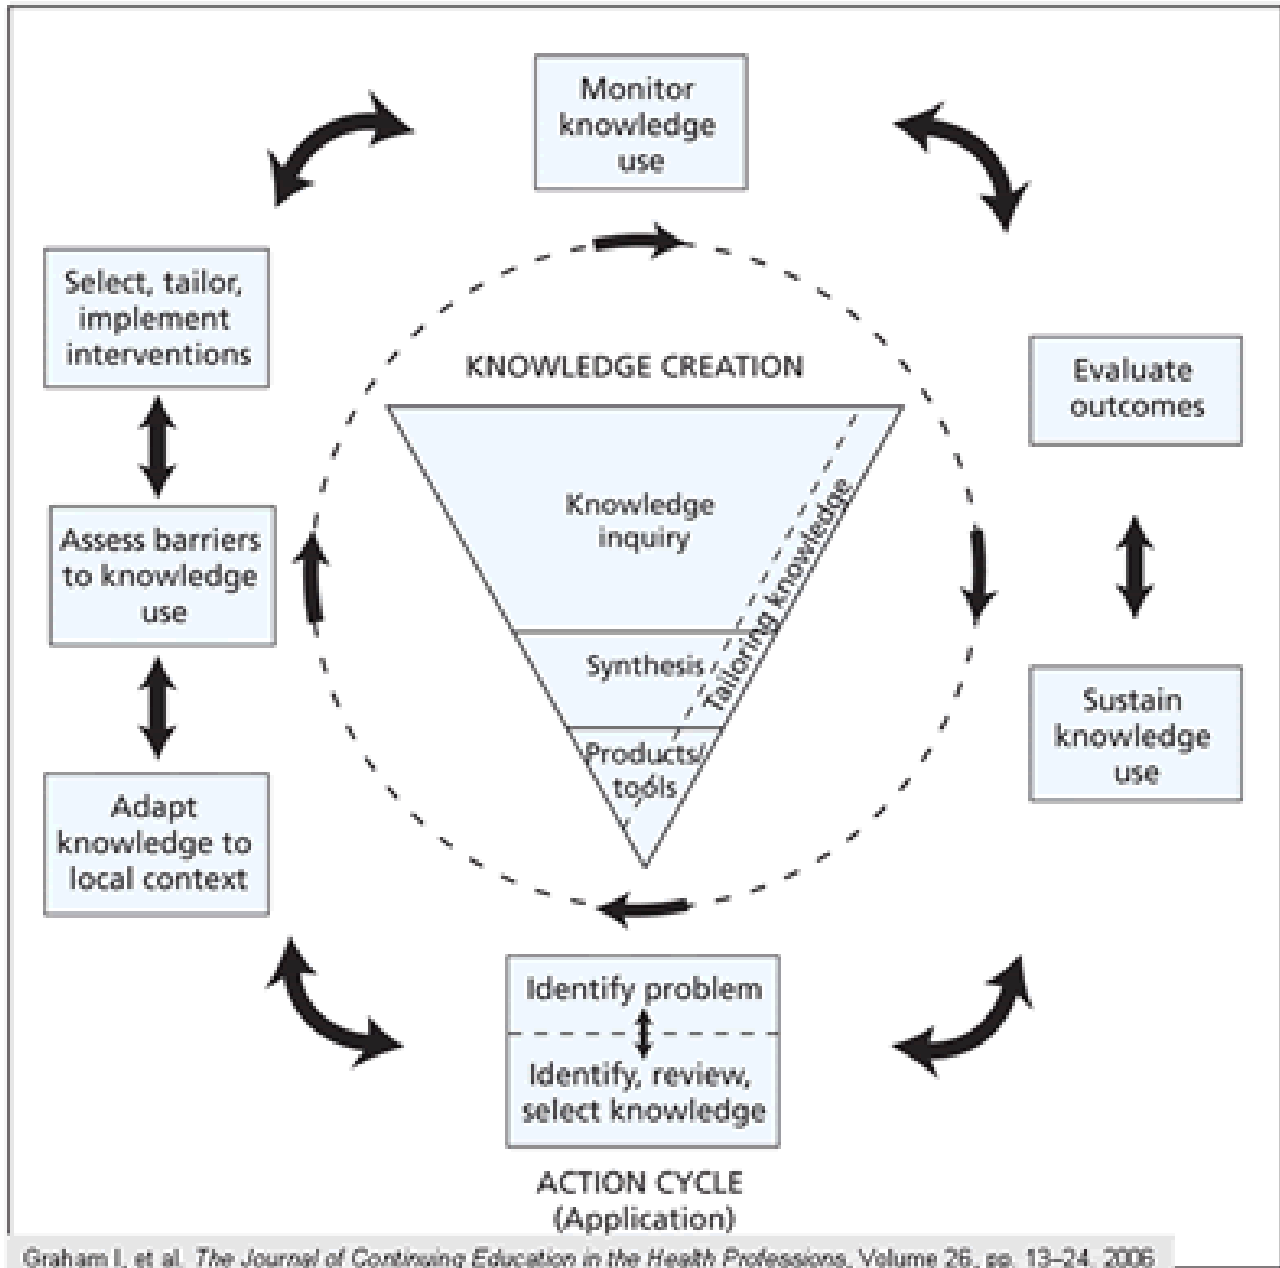 Monitor
knowledge
use
Select, tailor,
implement
interventions
Evaluate
outcomes
Assess barriers
to knowledge
use
Sustain
knowledge
use
Adapt
knowledge to
local context
KNOWLEDGE CREATION
Knowledge
inquiry
Synthesis
Products/
tools
Tailoring knowledge
Identify problem
Identify, review,
select knowledge
ACTION CYCLE
(Application)
Graham I, et al. The Journal of Continuing Education in the Health Professions, Volume 26, pp. 13–24, 2006